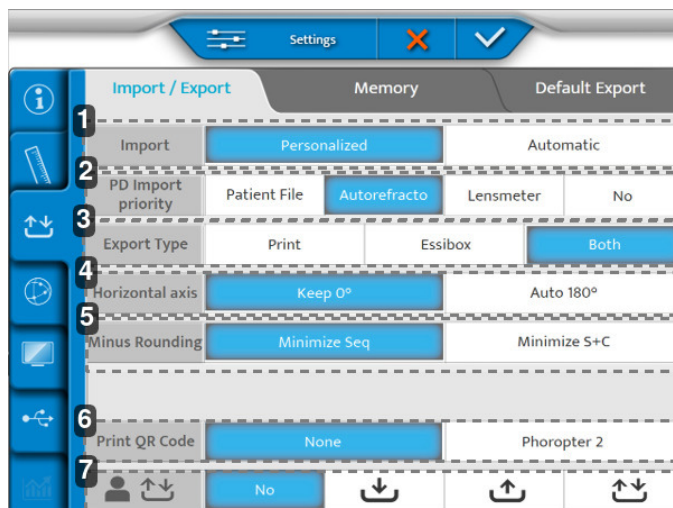 Settings
Import / Export Memory Default Export
1
Import Personalized Automatic
2
PD Import priority Patient File Autorefracto Lensmeter No
3
Export Type Print Essibox Both
4
Horizontal axis Keep 0° Auto 180°
5
Minus Rounding Minimize Seq Minimize S+C
6
Print QR Code None Phoropter 2
7
No